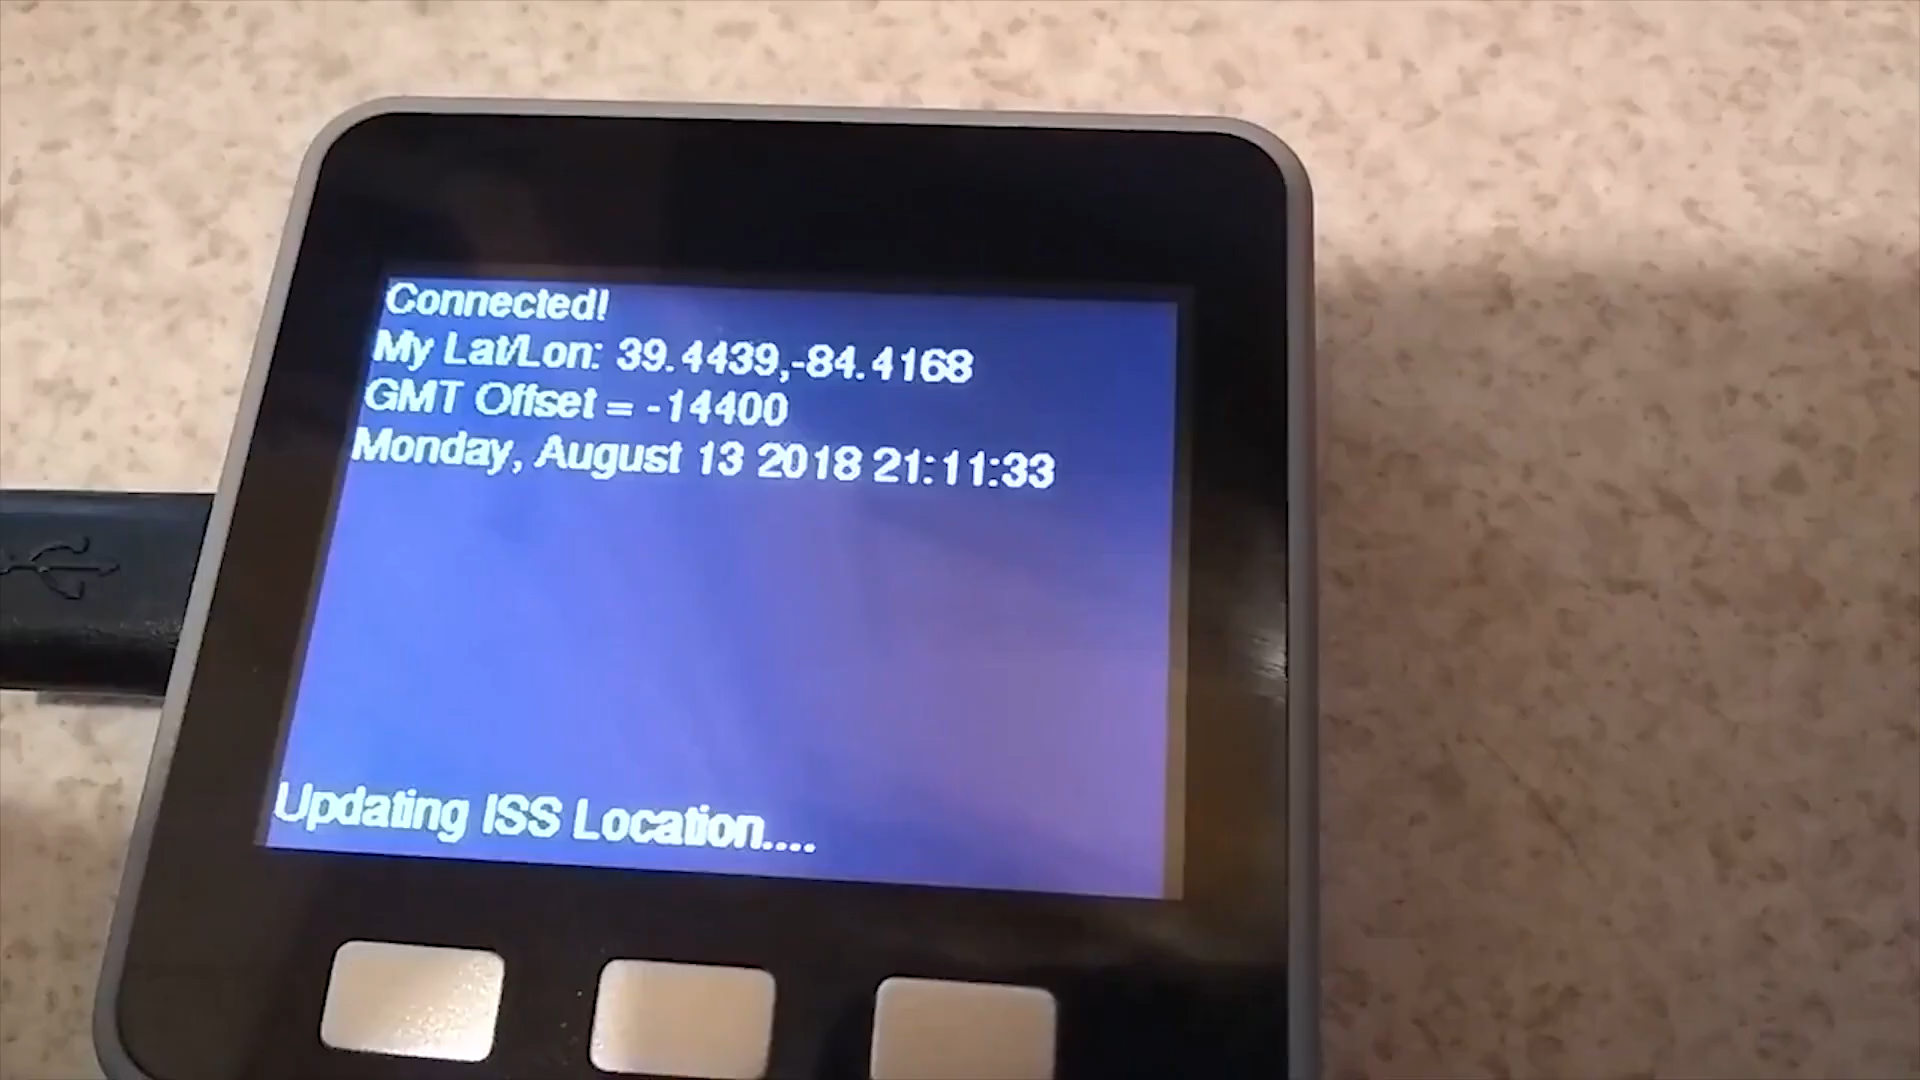 Connected!
My Lat/Lon: 39.4439,-84.4168
GMT Offset = -14400
Monday, August 13 2018 21:11:33
Updating ISS Location....